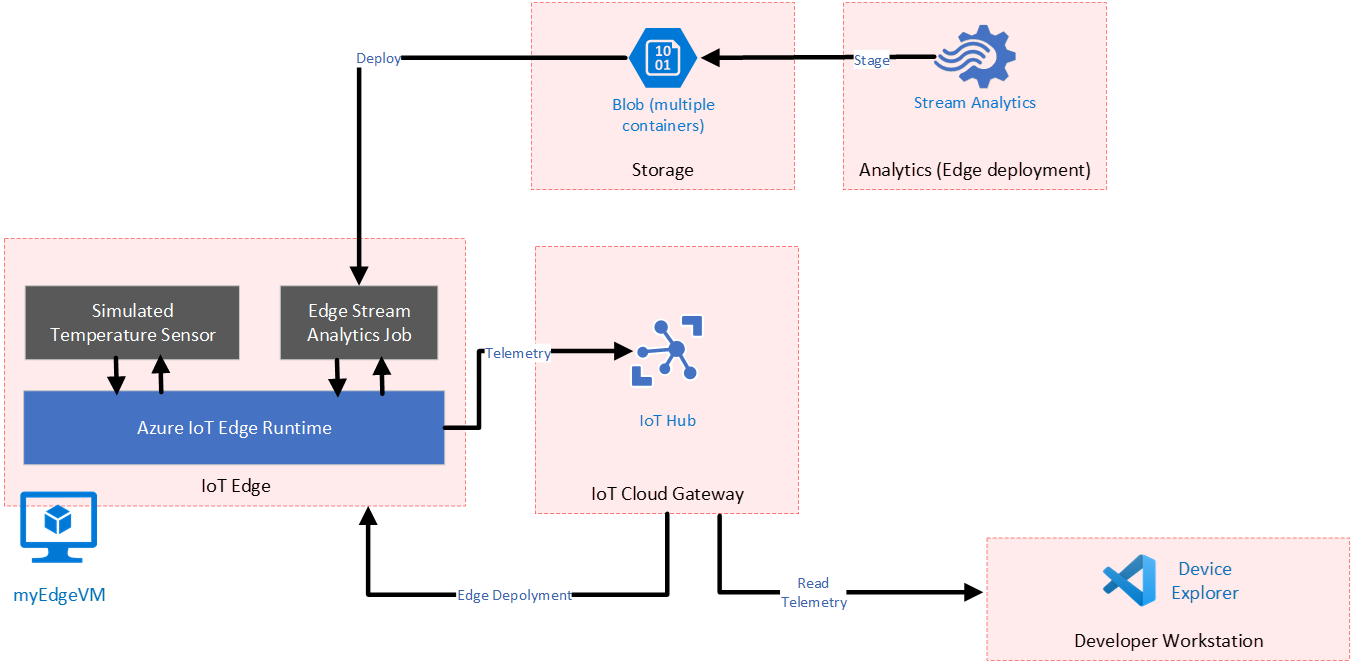 10
01
Deploy
Stage
Blob (multiple
containers)
Stream Analytics
Storage
Analytics (Edge deployment)
Simulated
Temperature Sensor
Edge Stream
Analytics Job
Telemetry
Azure IoT Edge Runtime
IoT Hub
IoT Edge
IoT Cloud Gateway
myEdgeVM
Edge Depolyment
Read
Telemetry
Device
Explorer
Developer Workstation